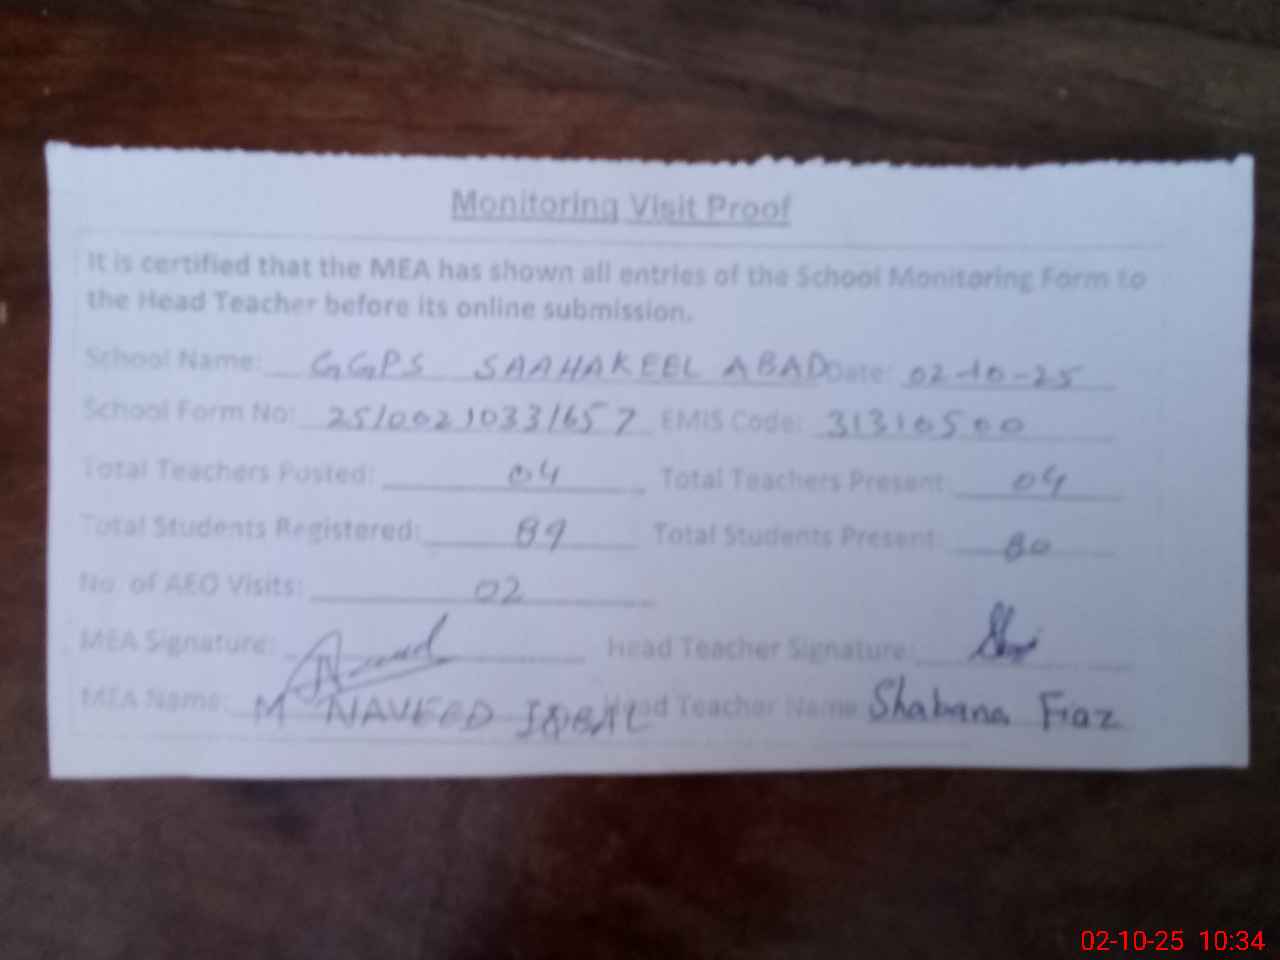 Monitoring Visit Proof
It is certified that the MEA has shown all entries of the School Monitoring Form to
the Head Teacher before its online submission.
School Name: GGPS SAAHAKEEL ABAD Date: 02-10-25
School Form No: 25100210331657 EMIS Code: 31310500
Total Teachers Posted: 04 Total Teachers Present: 04
Total Students Registered: 89 Total Students Present: 80
No. of AEO Visits: 02
MEA Signature: Head Teacher Signature:
MEA Name: M NAVEED IQBAL Head Teacher Name: Shabana Fiaz
02-10-25 10:34